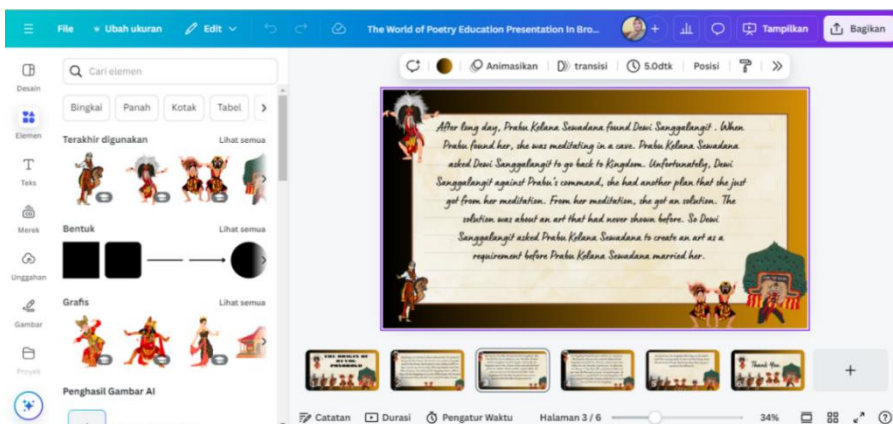 File
Ubah ukuran
Edit
The World of Poetry Education Presentation In Bro...
Tampilkan
Bagikan
Desain
Elemen
Teks
Merek
Unggahan
Gambar
Proyek
Cari elemen
Bingkai Panah Kotak Tabel
Terakhir digunakan Lihat semua
Bentuk Lihat semua
Grafis Lihat semua
Penghasil Gambar AI
Animasikan transisi 5.0dtk Posisi
After long day, Prabu Kelana Sewadana found Dewi Sanggalangit . When
Prabu found her, she was meditating in a cave. Prabu Kelana Sewadana
asked Dewi Sanggalangit to go back to Kingdom. Unfortunately, Dewi
Sanggalangit against Prabu's command, she had another plan that she just
got from her meditation. From her meditation, she got an solution. The
solution was about an art that had never shown before. So Dewi
Sanggalangit asked Prabu Kelana Sewadana to create an art as a
requirement before Prabu Kelana Sewadana married her.
THE ORIGIN OF
Thank You
Catatan Durasi Pengatur Waktu Halaman 3 / 6 34%